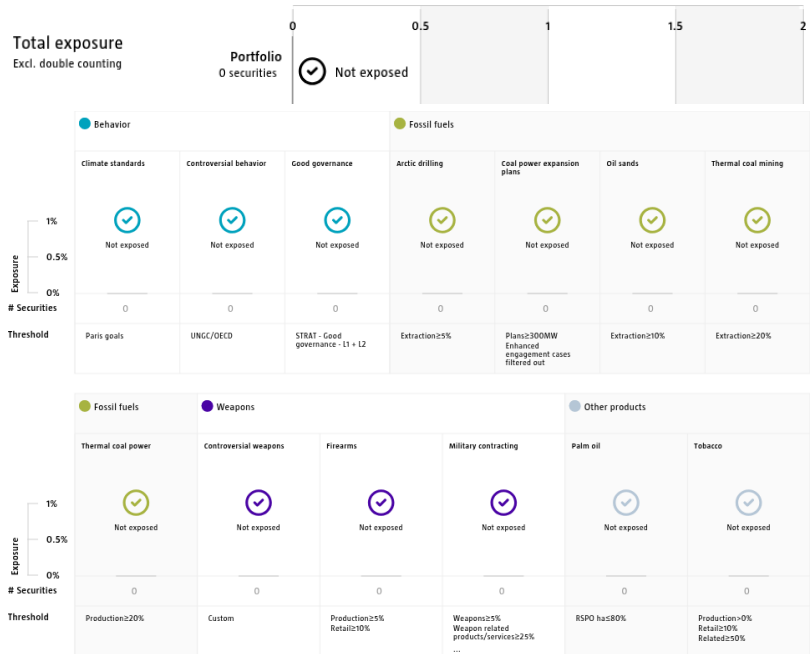 0 0.5 1 1.5 2
Total exposure
Excl. double counting
Portfolio
0 securities
Not exposed
Behavior Fossil fuels
Climate standards Controversial behavior Good governance Arctic drilling Coal power expansion plans Oil sands Thermal coal mining
Not exposed Not exposed Not exposed Not exposed Not exposed Not exposed Not exposed
Exposure
1%
0.5%
0%
# Securities 0 0 0 0 0 0 0
Threshold Paris goals UNGC/OECD STRAT - Good governance - L1 + L2 Extraction≥5% Plans≥300MW Enhanced engagement cases filtered out Extraction≥10% Extraction≥20%
Fossil fuels Weapons Other products
Thermal coal power Controversial weapons Firearms Military contracting Palm oil Tobacco
Not exposed Not exposed Not exposed Not exposed Not exposed Not exposed
Exposure
1%
0.5%
0%
# Securities 0 0 0 0 0 0
Threshold Production≥20% Custom Production≥5% Retail≥10% Weapons≥5% Weapon related products/services≥25% ... RSPO ha≤80% Production>0% Retail≥10% Related≥50%